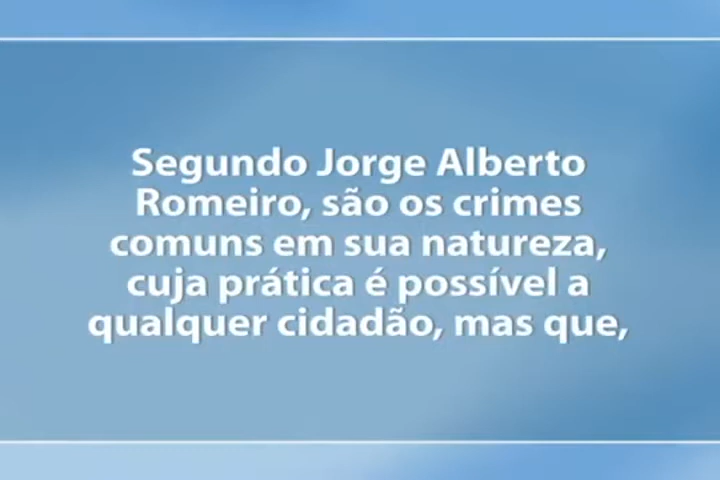 Segundo Jorge Alberto
Romeiro, são os crimes
comuns em sua natureza,
cuja prática é possível a
qualquer cidadão, mas que,